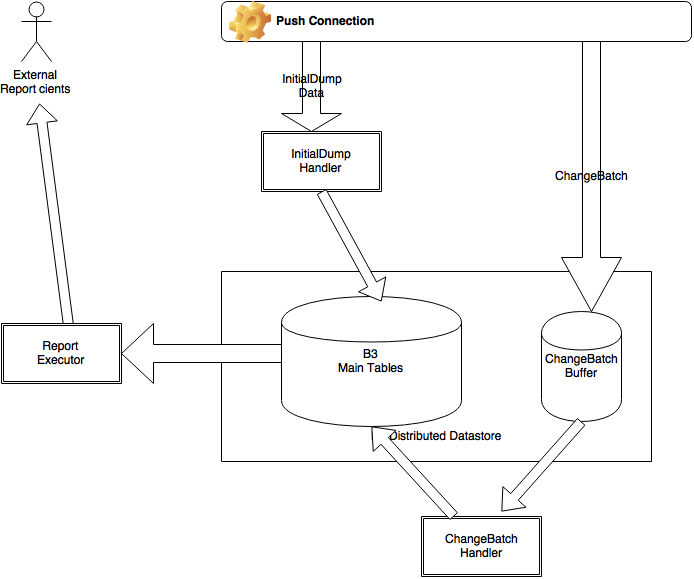 Push Connection
External
Report cients
InitialDump
Data
InitialDump
Handler
ChangeBatch
B3
Main Tables
ChangeBatch
Buffer
Report
Executor
Distributed Datastore
ChangeBatch
Handler